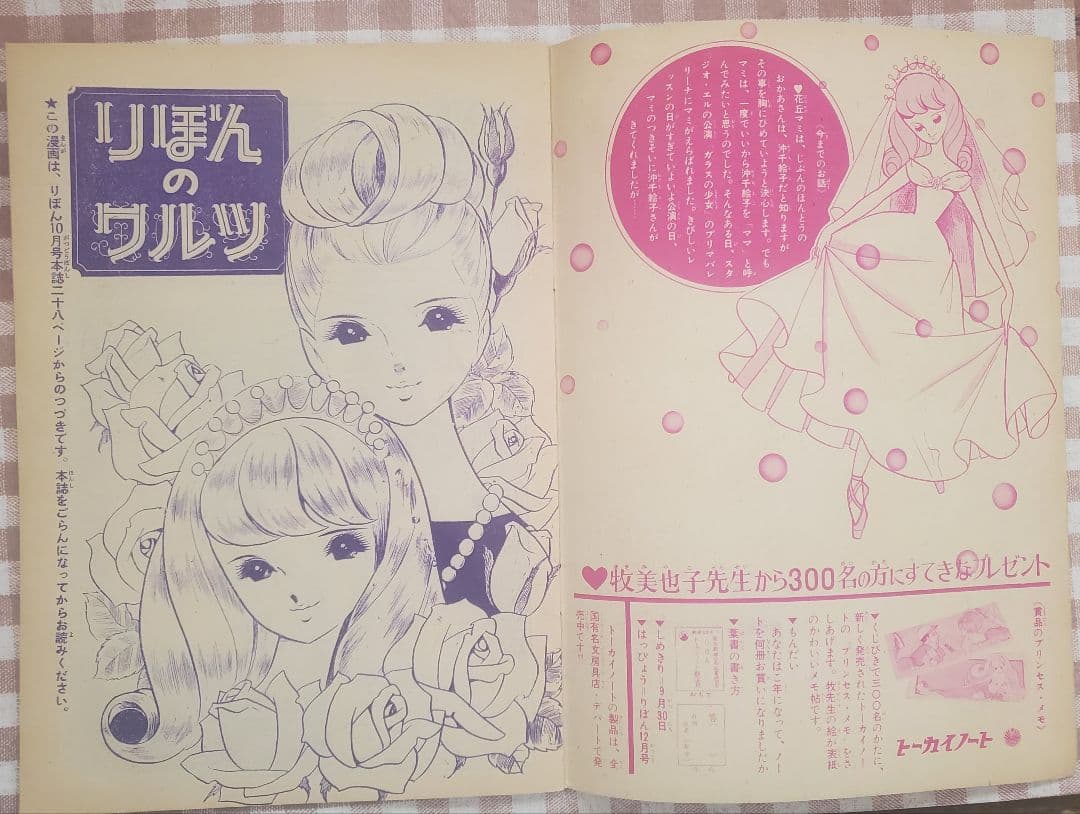 りぼん
の
ワルツ
★この漫画は、りぼん10月号本誌二十八ページからのつづきです。本誌をごらんになってからお読みください。
〈今までのお話〉
♥花丘マミは、じぶんのほんとうの
おかあさんは、沖千絵子だと知りますが
その事を胸にひめていようと決心します。でも
マミは、一度でいいから沖千絵子を〝ママ〟と呼
んでみたいと思うのでした。そんなある日、スタ
ジオ・エルの公演〝ガラスの少女〟のプリマバレ
リーナにマミがえらばれました。きびしいレ
ッスンの日がすぎていよいよ公演の日、
マミのつきそいに沖千絵子さんが
きてくれましたが……
♥牧美也子先生から300名の方にすてきなプレゼント
(賞品のプリンセス・メモ)
トーカイノート
▼くじびきで三〇〇名のかたに、
新しく発売されたトーカイノー
トの〝プリンセス・メモ〟をさ
しあげます。牧先生の絵が表紙
のかわいいメモ帖です。
▼もんだい
あなたはこ年になって、ノー
トを何冊お買いになりましたか
▼葉書の書き方
おもて
うら
▼しめきり=9月30日
▼はっぴょう=りぼん12月号
トーカイノートの製品は、全
国有名文房具店・デパートで発
売中です!!